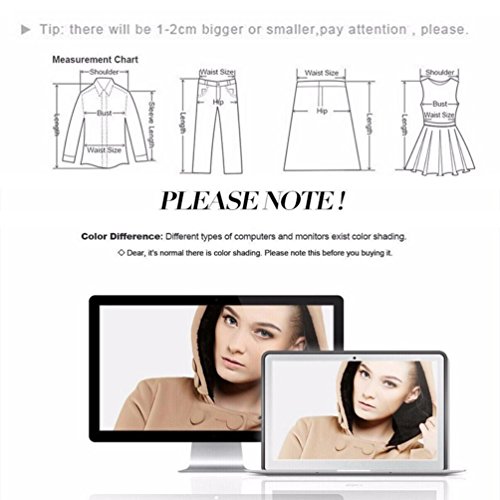 ▶ Tip: there will be 1-2cm bigger or smaller,pay attention , please.
Measurement Chart
Shoulder
Bust
Waist Size
Sleeve Length
Length
Waist Size
Hip
Length
Waist Size
Hip
Length
Shoulder
Bust
Waist Size
Length
PLEASE NOTE !
Color Difference: Different types of computers and monitors exist color shading.
◇ Dear, it's normal there is color shading. Please note this before you buying it.